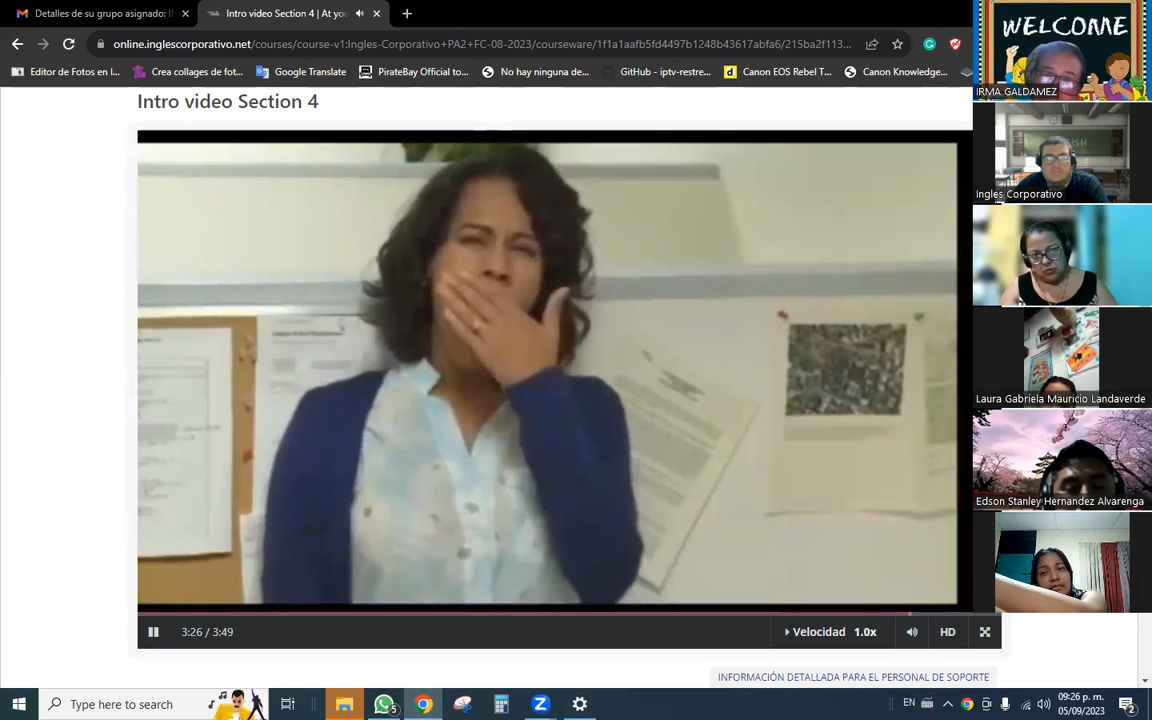 Detalles de su grupo asignado: I
Intro video Section 4 | At you
online.inglescorporativo.net/courses/course-v1:Ingles-Corporativo+PA2+FC-08-2023/courseware/1f1a1aafb5fd4497b1248b43617abfa6/215ba2f113...
Editor de Fotos en l...
Crea collages de fot...
Google Translate
PirateBay Official to...
No hay ninguna de...
GitHub - iptv-restre...
Canon EOS Rebel T...
Canon Knowledge...
WELCOME
IRMA GALDAMEZ
Intro video Section 4
Ingles Corporativo
Laura Gabriela Mauricio Landaverde
Edson Stanley Hernandez Alvarenga
3:26 / 3:49
Velocidad 1.0x
HD
INFORMACIÓN DETALLADA PARA EL PERSONAL DE SOPORTE
Type here to search
5
EN
09:26 p. m.
05/09/2023
2